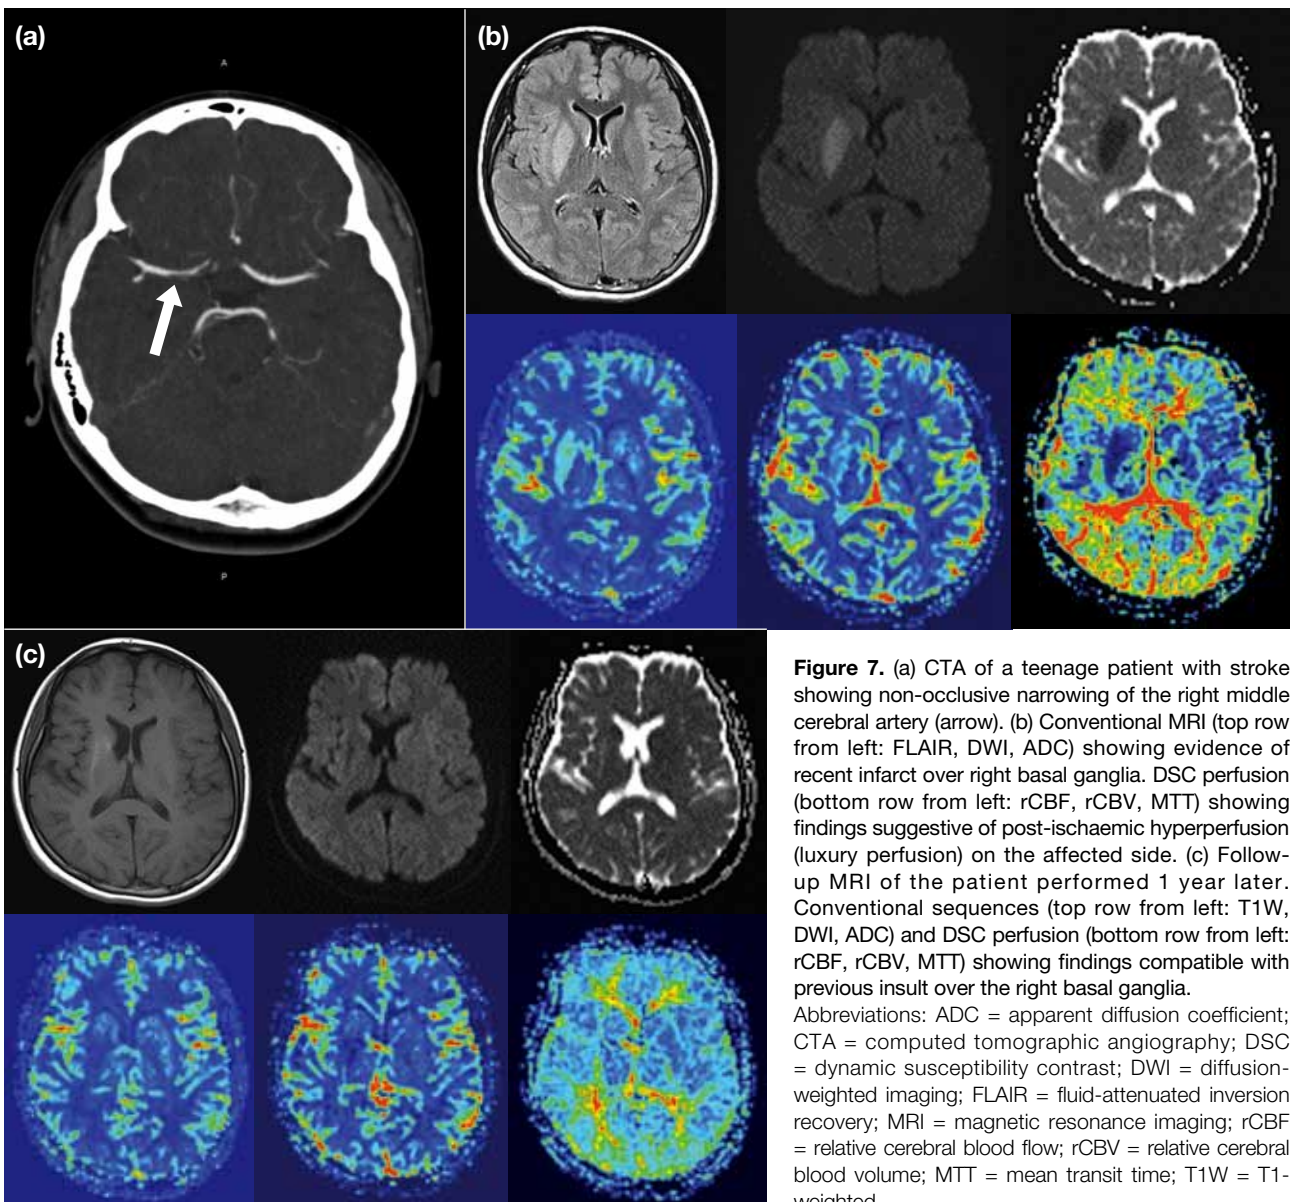 (a)
A
P
(b)
(c)
Figure 7. (a) CTA of a teenage patient with stroke
showing non-occlusive narrowing of the right middle
cerebral artery (arrow). (b) Conventional MRI (top row
from left: FLAIR, DWI, ADC) showing evidence of
recent infarct over right basal ganglia. DSC perfusion
(bottom row from left: rCBF, rCBV, MTT) showing
findings suggestive of post-ischaemic hyperperfusion
(luxury perfusion) on the affected side. (c) Follow-
up MRI of the patient performed 1 year later.
Conventional sequences (top row from left: T1W,
DWI, ADC) and DSC perfusion (bottom row from left:
rCBF, rCBV, MTT) showing findings compatible with
previous insult over the right basal ganglia.
Abbreviations: ADC = apparent diffusion coefficient;
CTA = computed tomographic angiography; DSC
= dynamic susceptibility contrast; DWI = diffusion-
weighted imaging; FLAIR = fluid-attenuated inversion
recovery; MRI = magnetic resonance imaging; rCBF
= relative cerebral blood flow; rCBV = relative cerebral
blood volume; MTT = mean transit time; T1W = T1-
weighted